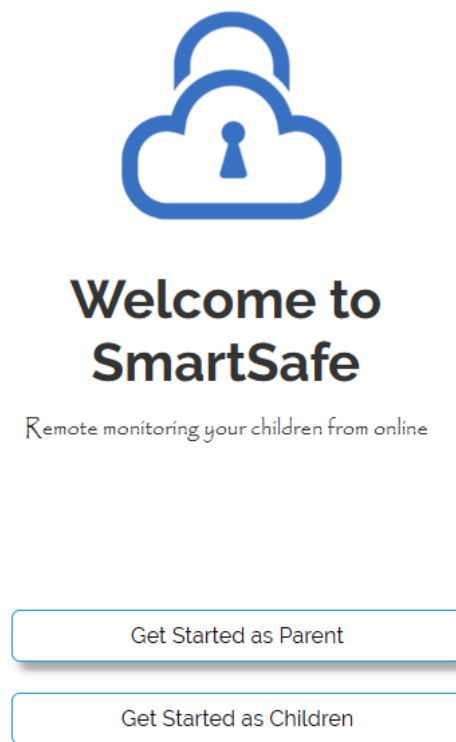 Welcome to
SmartSafe
Remote monitoring your children from online
Get Started as Parent
Get Started as Children